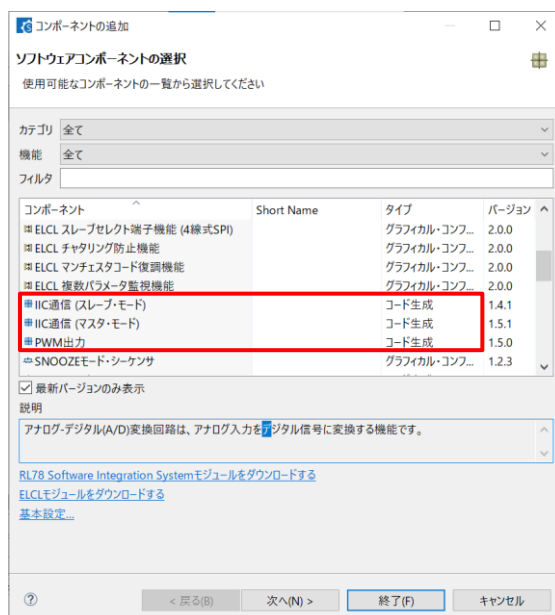 コンポーネントの追加
ソフトウェアコンポーネントの選択
使用可能なコンポーネントの一覧から選択してください
カテゴリ 全て
機能 全て
フィルタ
コンポーネント Short Name タイプ バージョン
ELCL スレーブセレクト端子機能 (4線式SPI) グラフィカル・コンフ... 2.0.0
ELCL チャタリング防止機能 グラフィカル・コンフ... 2.0.0
ELCL マンチェスタコード復調機能 グラフィカル・コンフ... 2.0.0
ELCL 複数パラメータ監視機能 グラフィカル・コンフ... 2.0.0
IIC通信 (スレーブ・モード) コード生成 1.4.1
IIC通信 (マスタ・モード) コード生成 1.5.1
PWM出力 コード生成 1.5.0
SNOOZEモード・シーケンサ グラフィカル・コンフ... 1.2.3
最新バージョンのみ表示
説明
アナログ-デジタル(A/D)変換回路は、アナログ入力をデジタル信号に変換する機能です。
RL78 Software Integration Systemモジュールをダウンロードする
ELCLモジュールをダウンロードする
基本設定...
? < 戻る(B) 次へ(N) > 終了(F) キャンセル